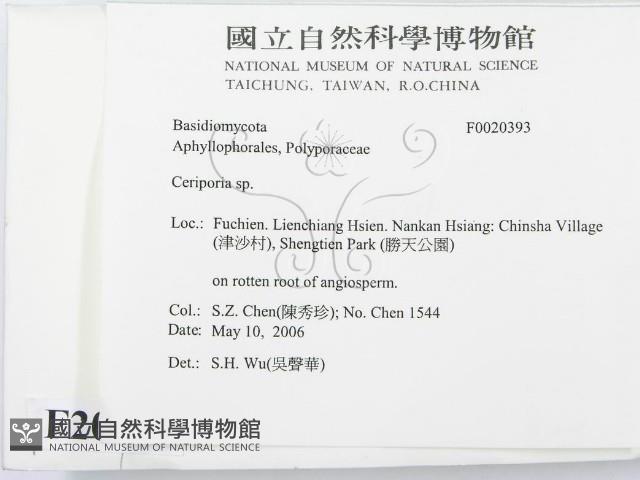 國立自然科學博物館
NATIONAL MUSEUM OF NATURAL SCIENCE
TAICHUNG, TAIWAN, R.O.CHINA
Basidiomycota F0020393
Aphyllophorales, Polyporaceae
Ceriporia sp.
Loc.: Fuchien. Lienchiang Hsien. Nankan Hsiang: Chinsha Village
(津沙村), Shengtien Park (勝天公園)
on rotten root of angiosperm.
Col.: S.Z. Chen(陳秀珍); No. Chen 1544
Date: May 10, 2006
Det.: S.H. Wu(吳聲華)
國立自然科學博物館
NATIONAL MUSEUM OF NATURAL SCIENCE